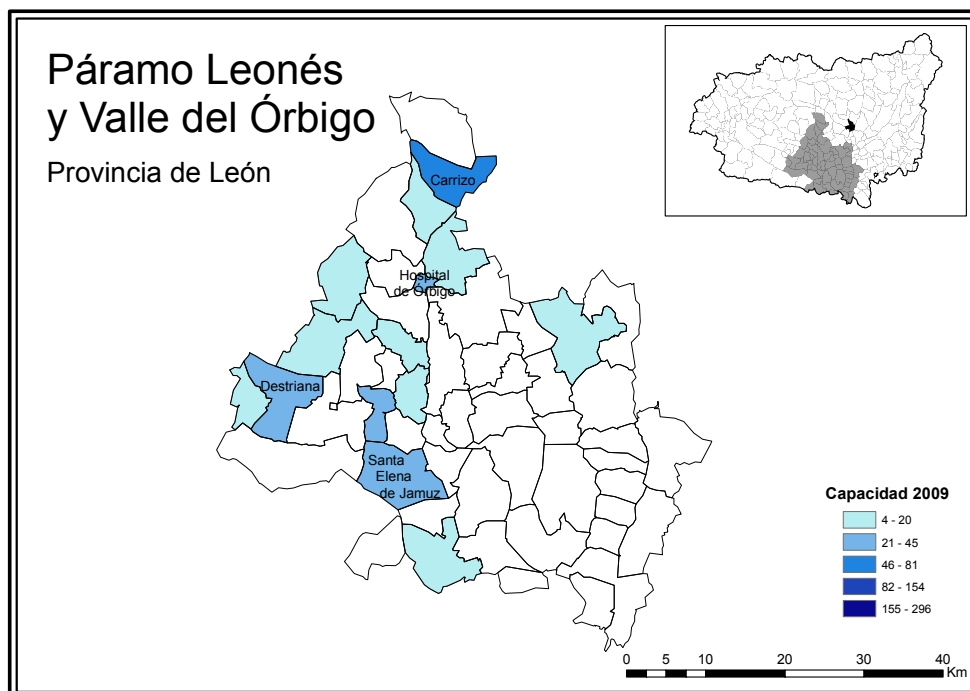 Páramo Leonés
y Valle del Órbigo
Provincia de León
Carrizo
Hospital
de Órbigo
Destriana
Santa
Elena
de Jamuz
Capacidad 2009
4 - 20
21 - 45
46 - 81
82 - 154
155 - 296
0 5 10 20 30 40
Km